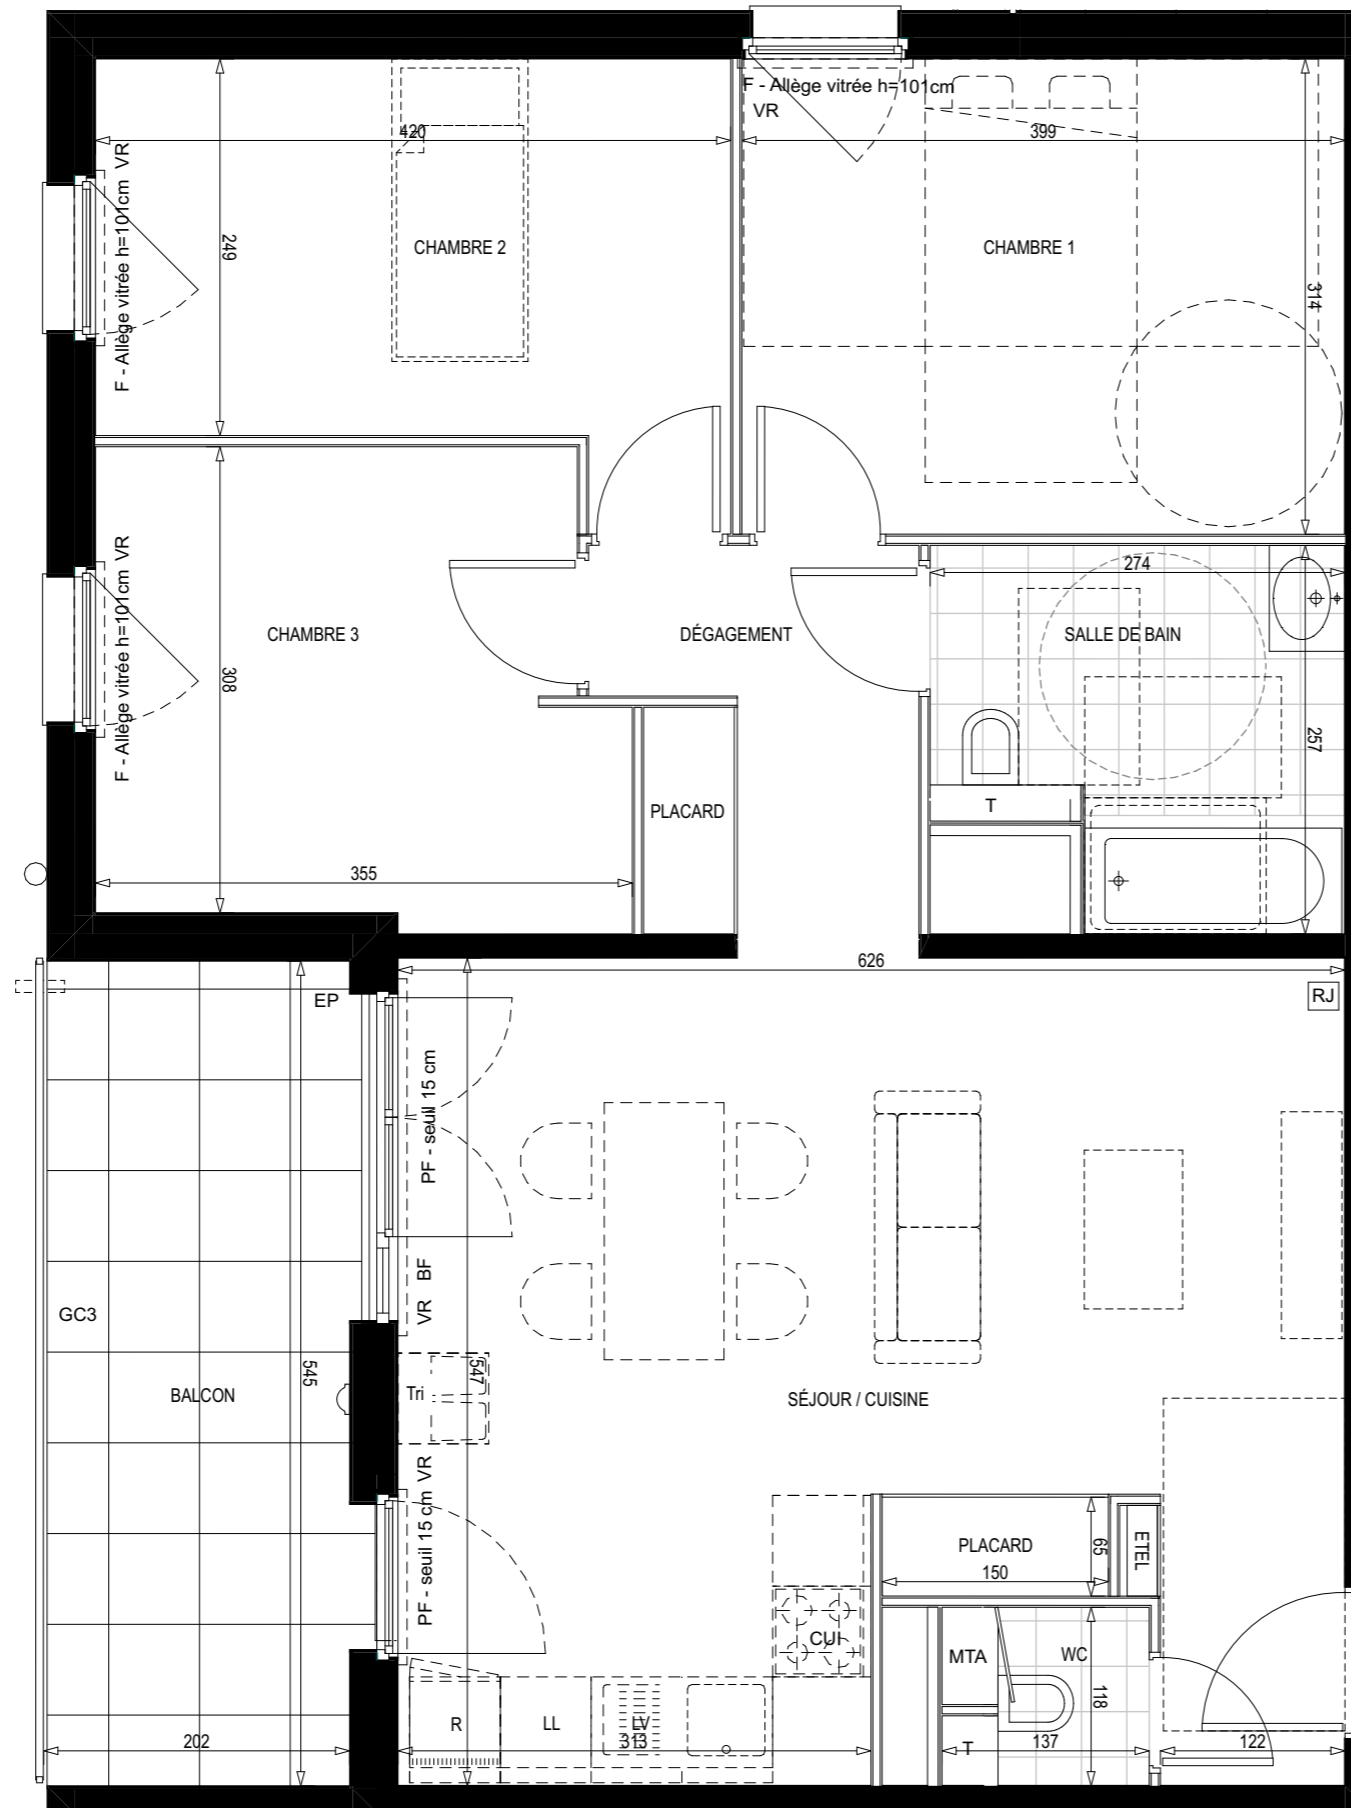 F - Allège vitrée h=101cm
VR
420
399
F - Allège vitrée h=101cm VR
249
CHAMBRE 2
CHAMBRE 1
314
274
F - Allège vitrée h=101cm VR
CHAMBRE 3
DÉGAGEMENT
SALLE DE BAIN
308
257
PLACARD
T
355
626
EP
RJ
PF - seuil 15 cm
VR BF
GC3
BALCON
545
Tri
547
SÉJOUR / CUISINE
PF - seuil 15 cm VR
PLACARD
150
65
ETEL
CUI
MTA
WC
118
R
LL
LV
313
T
137
122
202